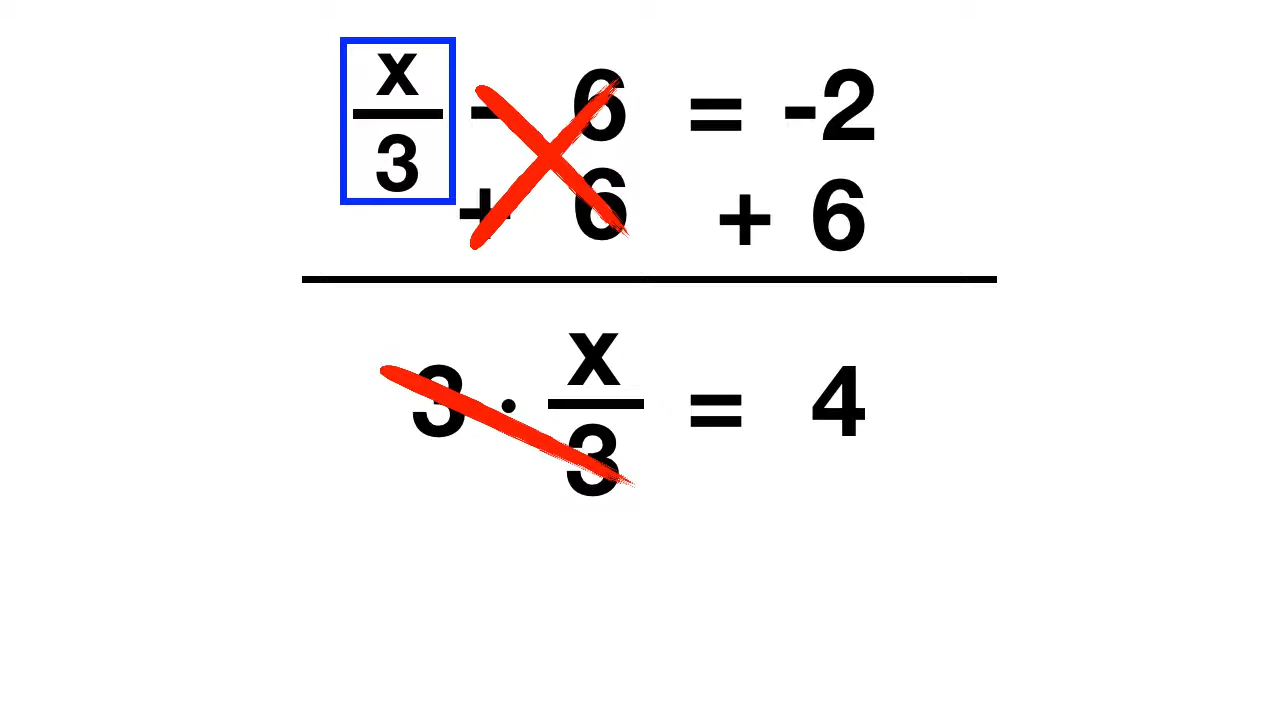 x/3 - 6 = -2
+ 6 + 6
3 · x/3 = 4